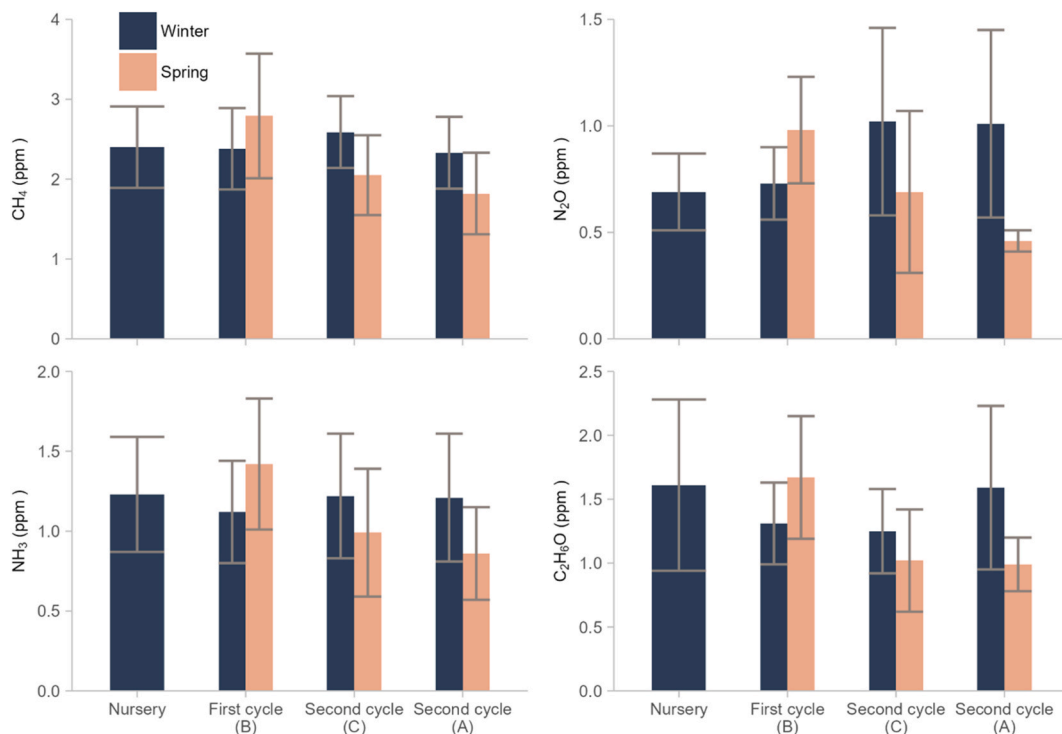 Winter
Spring
CH₄ (ppm)
4
3
2
1
0
N₂O (ppm)
1.5
1.0
0.5
0.0
NH₃ (ppm)
2.0
1.5
1.0
0.5
0.0
Nursery
First cycle
(B)
Second cycle
(C)
Second cycle
(A)
C₂H₆O (ppm)
2.5
2.0
1.5
1.0
0.5
0.0
Nursery
First cycle
(B)
Second cycle
(C)
Second cycle
(A)